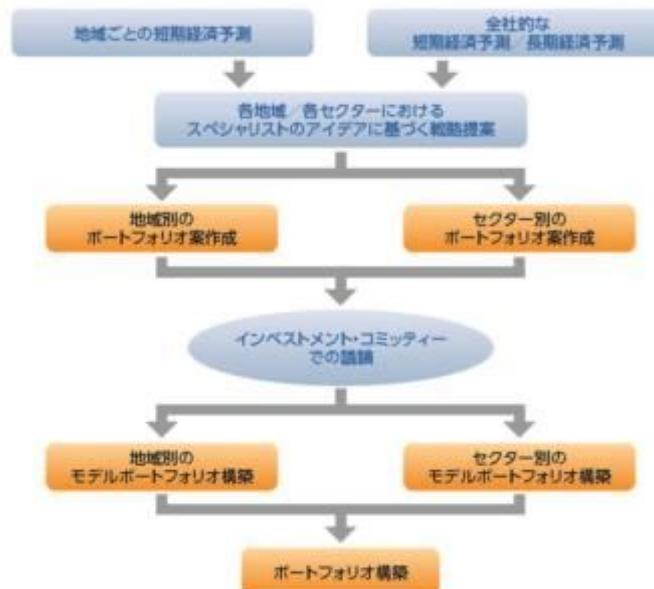 地域ごとの短期経済予測
全社的な
短期経済予測／長期経済予測
各地域／各セクターにおける
スペシャリストのアイデアに基づく戦略提案
地域別の
ポートフォリオ案作成
セクター別の
ポートフォリオ案作成
インベストメント・コミッティー
での議論
地域別の
モデルポートフォリオ構築
セクター別の
モデルポートフォリオ構築
ポートフォリオ構築